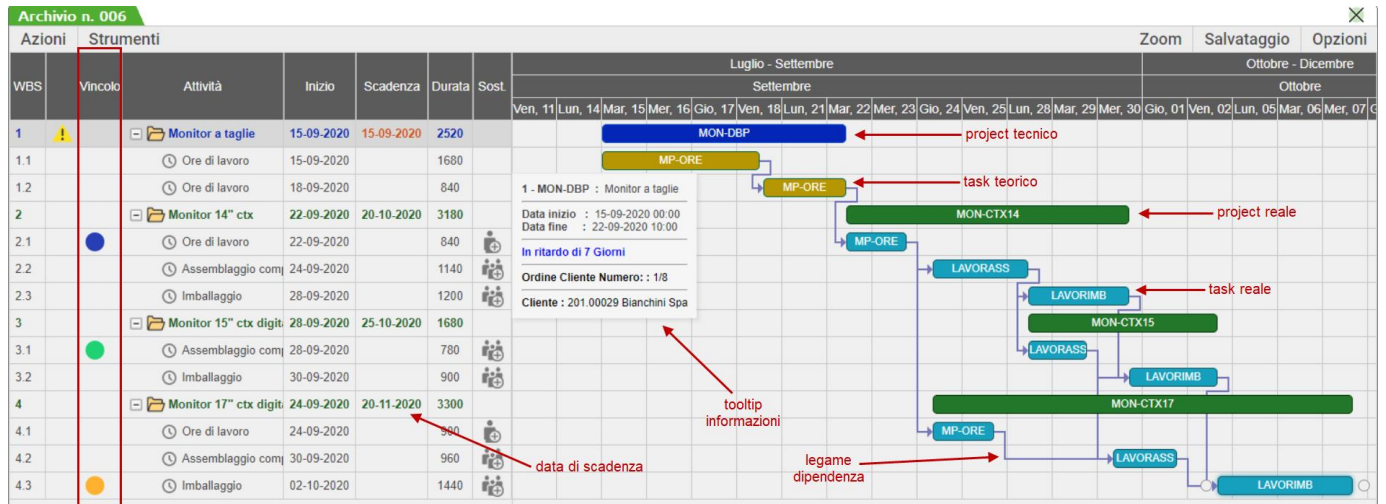 Archivio n. 006
Azioni Strumenti Zoom Salvataggio Opzioni
WBS Vincolo Attività Inizio Scadenza Durata Sost.
Luglio - Settembre Ottobre - Dicembre
Settembre Ottobre
Ven, 11 Lun, 14 Mar, 15 Mer, 16 Gio, 17 Ven, 18 Lun, 21 Mar, 22 Mer, 23 Gio, 24 Ven, 25 Lun, 28 Mar, 29 Mer, 30 Gio, 01 Ven, 02 Lun, 05 Mar, 06 Mer, 07
1 Monitor a taglie 15-09-2020 15-09-2020 2520 MON-DBP project tecnico
1.1 Ore di lavoro 15-09-2020 1680 MP-ORE
1.2 Ore di lavoro 18-09-2020 840 MP-ORE task teorico
2 Monitor 14" ctx 22-09-2020 20-10-2020 3180 MON-CTX14 project reale
2.1 Ore di lavoro 22-09-2020 840 MP-ORE
2.2 Assemblaggio comp 24-09-2020 1140 LAVORASS
2.3 Imballaggio 28-09-2020 1200 LAVORIMB task reale
3 Monitor 15" ctx digit 28-09-2020 25-10-2020 1680 MON-CTX15
3.1 Assemblaggio comp 28-09-2020 780 LAVORASS
3.2 Imballaggio 30-09-2020 900 LAVORIMB
4 Monitor 17" ctx digit 24-09-2020 20-11-2020 3300 MON-CTX17
4.1 Ore di lavoro 24-09-2020 900 MP-ORE
4.2 Assemblaggio comp 30-09-2020 960 LAVORASS
4.3 Imballaggio 02-10-2020 1440 LAVORIMB
1 - MON-DBP : Monitor a taglie
Data inizio : 15-09-2020 00:00
Data fine : 22-09-2020 10:00
In ritardo di 7 Giorni
Ordine Cliente Numero: : 1/8
Cliente : 201.00029 Bianchini Spa
tooltip
informazioni
data di scadenza
legame
dipendenza